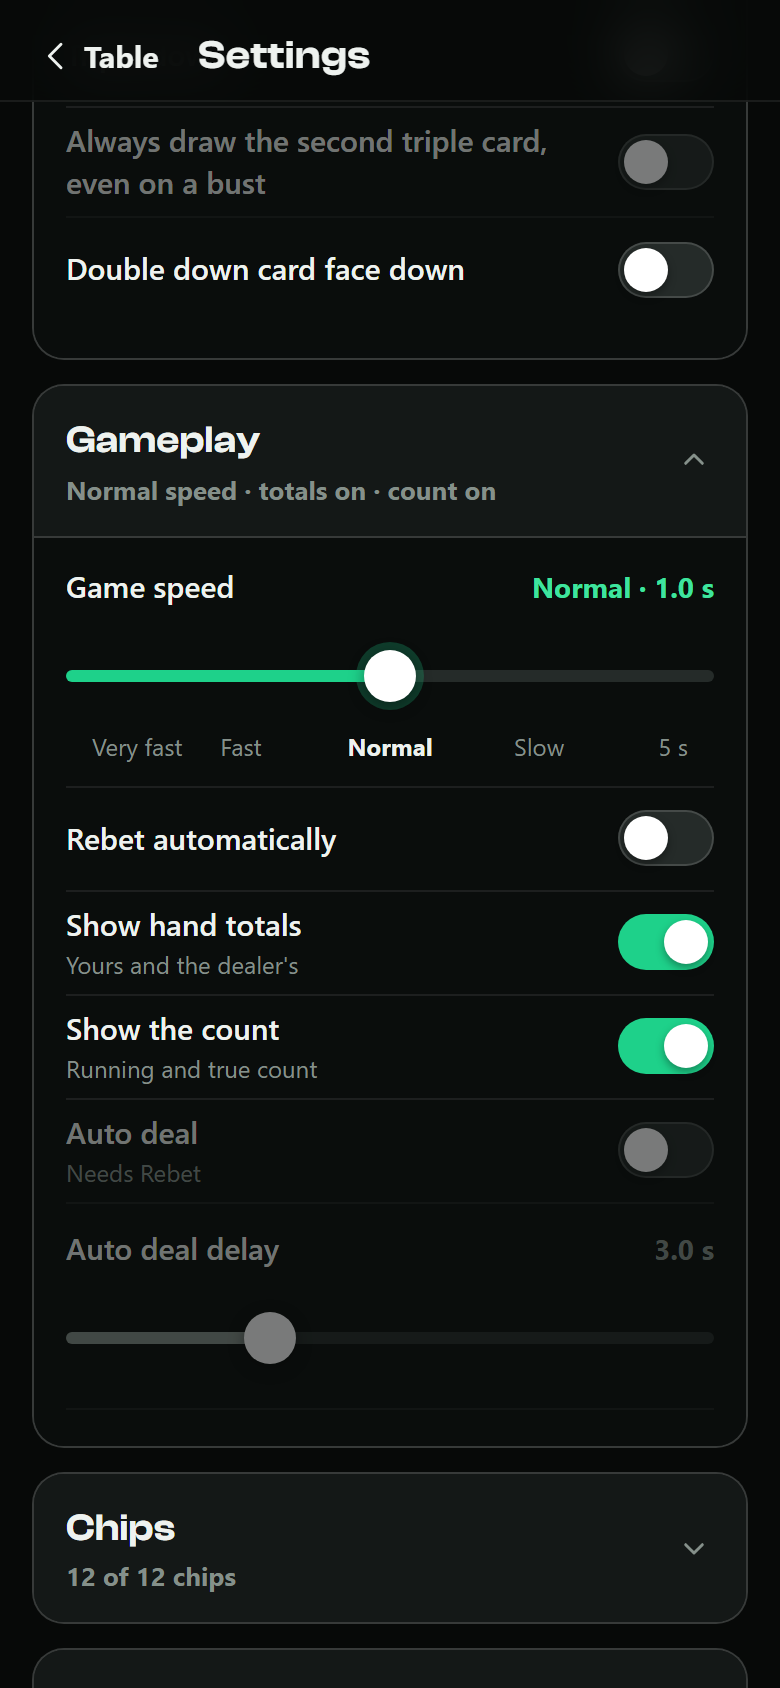 Table Settings
Always draw the second triple card,
even on a bust
Double down card face down
Gameplay
Normal speed · totals on · count on
Game speed Normal · 1.0 s
Very fast Fast Normal Slow 5 s
Rebet automatically
Show hand totals
Yours and the dealer's
Show the count
Running and true count
Auto deal
Needs Rebet
Auto deal delay 3.0 s
Chips
12 of 12 chips